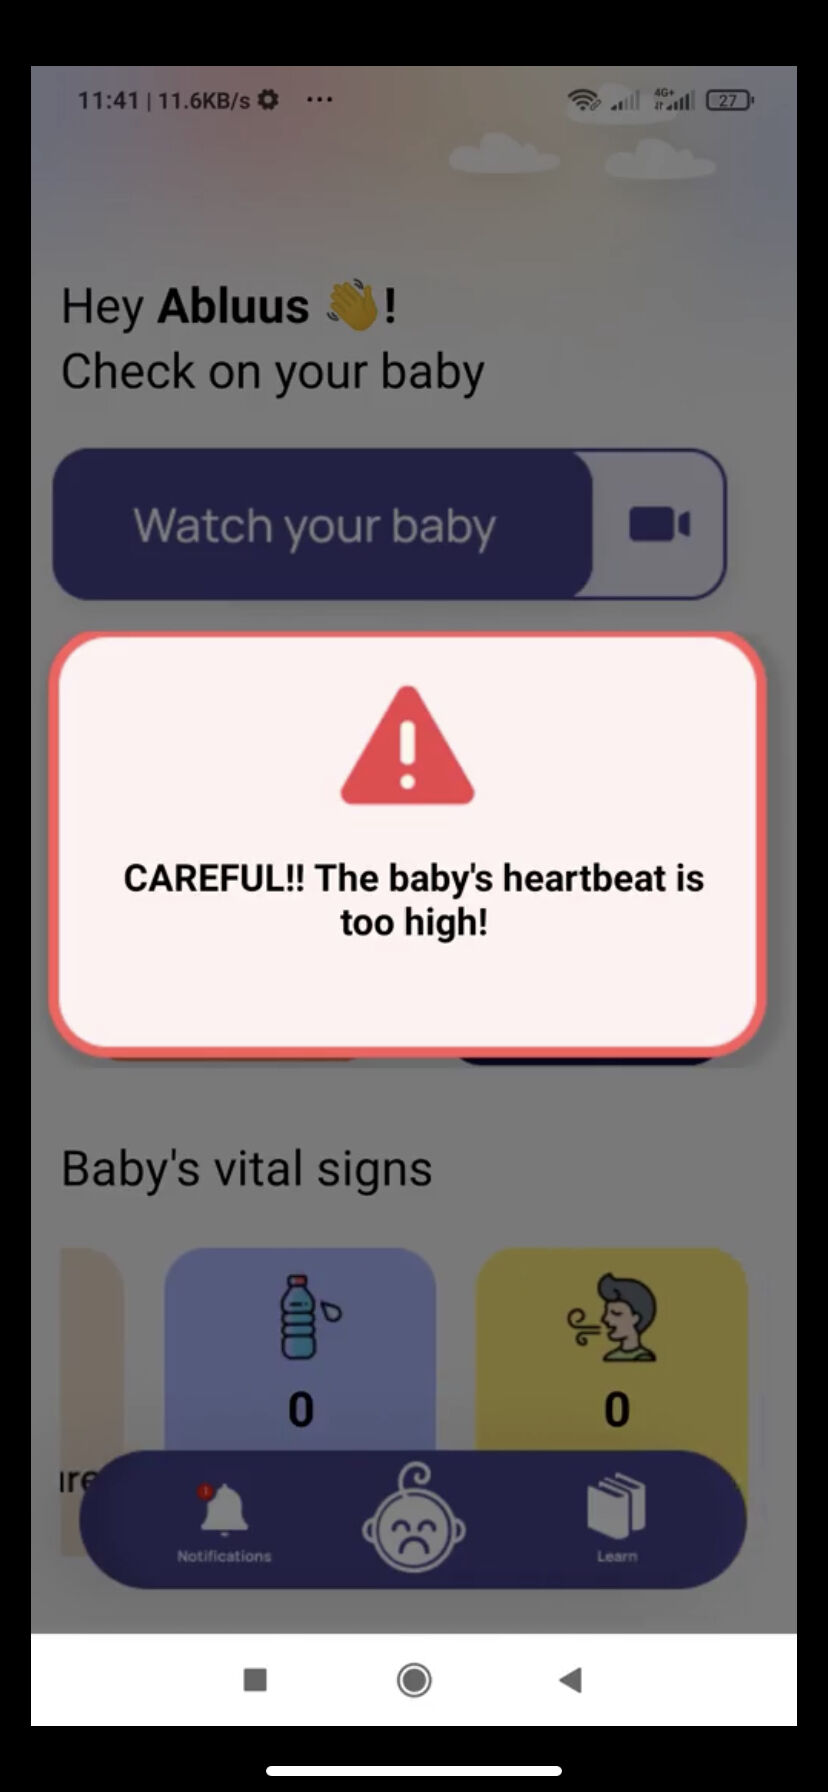 11:41 | 11.6KB/s ...
4G+
27
Hey Abluus 👋!
Check on your baby
Watch your baby
CAREFUL!! The baby's heartbeat is
too high!
Baby's vital signs
0 0
ure
1
Notifications Learn